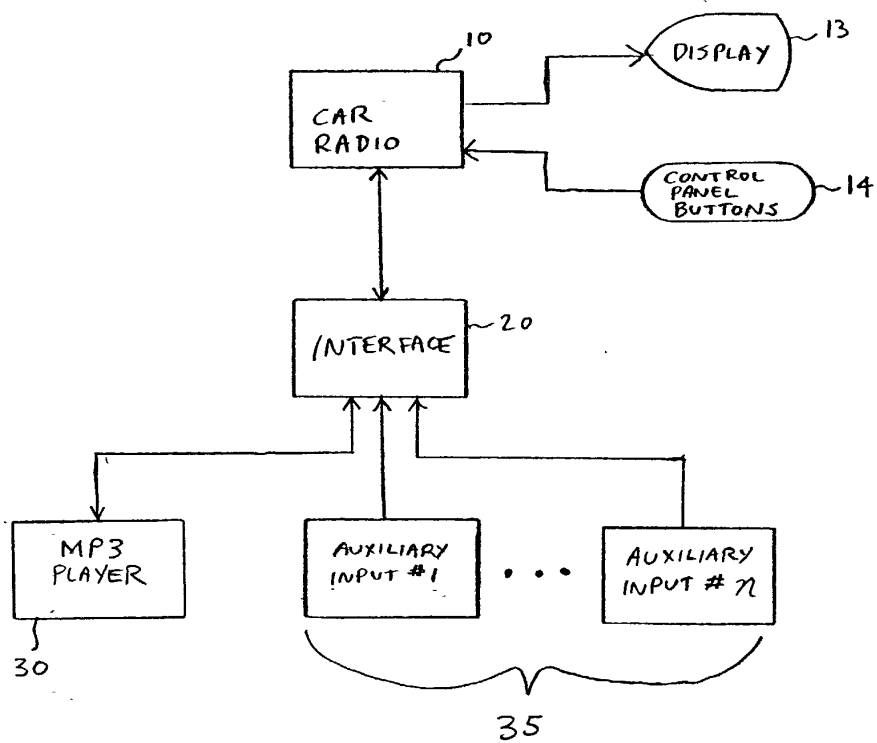 10
CAR
RADIO
DISPLAY
13
CONTROL
PANEL
BUTTONS
14
INTERFACE
20
MP3
PLAYER
30
AUXILIARY
INPUT #1
• • •
AUXILIARY
INPUT # n
35